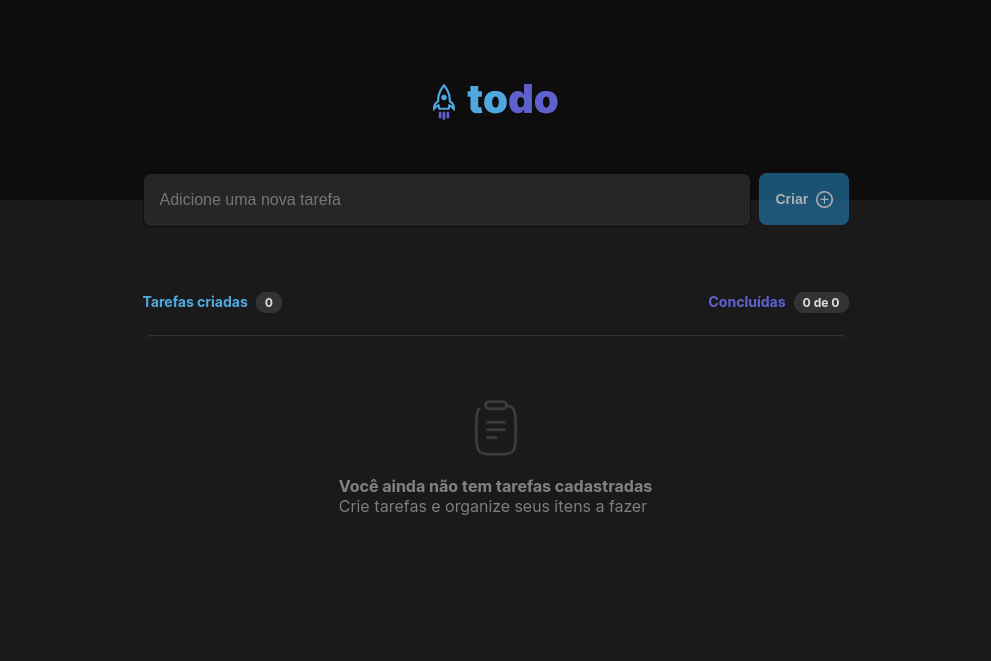 todo
Adicione uma nova tarefa
Criar
Tarefas criadas 0
Concluídas 0 de 0
Você ainda não tem tarefas cadastradas
Crie tarefas e organize seus itens a fazer